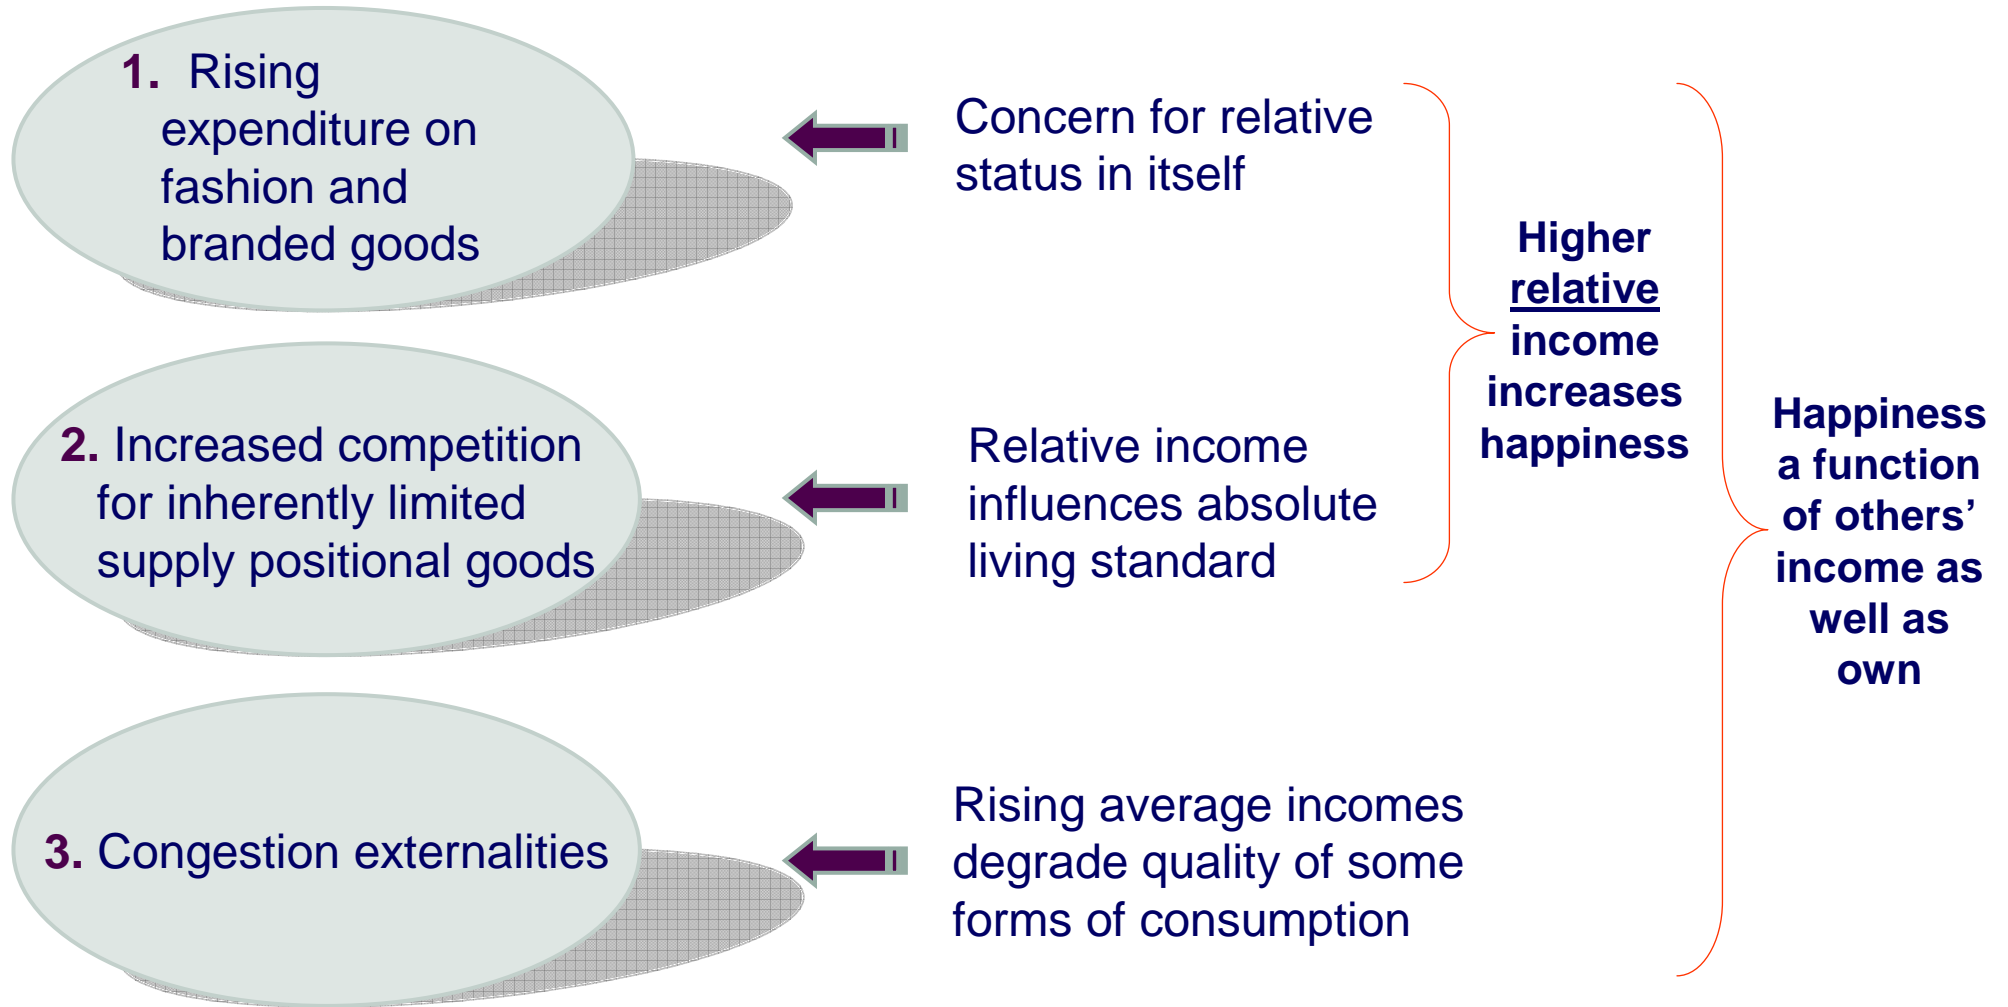 1. Rising
expenditure on
fashion and
branded goods
Concern for relative
status in itself
2. Increased competition
for inherently limited
supply positional goods
Relative income
influences absolute
living standard
3. Congestion externalities
Rising average incomes
degrade quality of some
forms of consumption
Higher
relative
income
increases
happiness
Happiness
a function
of others’
income as
well as
own